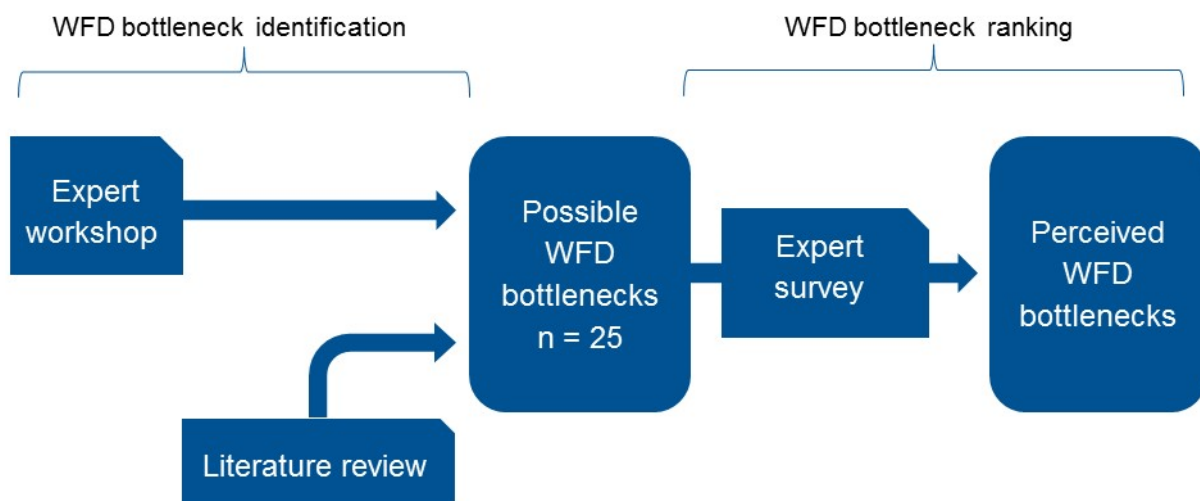 WFD bottleneck identification
WFD bottleneck ranking
Expert
workshop
Possible
WFD
bottlenecks
n = 25
Expert
survey
Perceived
WFD
bottlenecks
Literature review